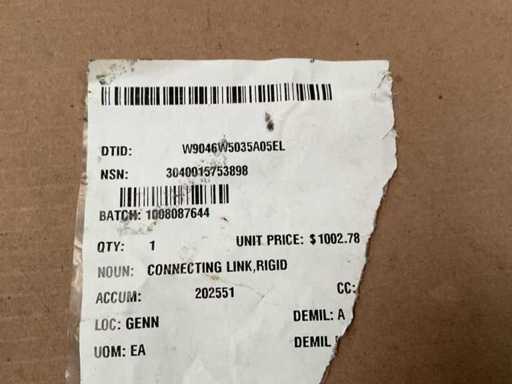 DTID: W9046W5035A05EL
NSN: 3040015753898
BATCH: 1008087644
QTY: 1 UNIT PRICE: $1002.78
NOUN: CONNECTING LINK,RIGID
ACCUM: 202551 CC:
LOC: GENN DEMIL: A
UOM: EA DEMIL